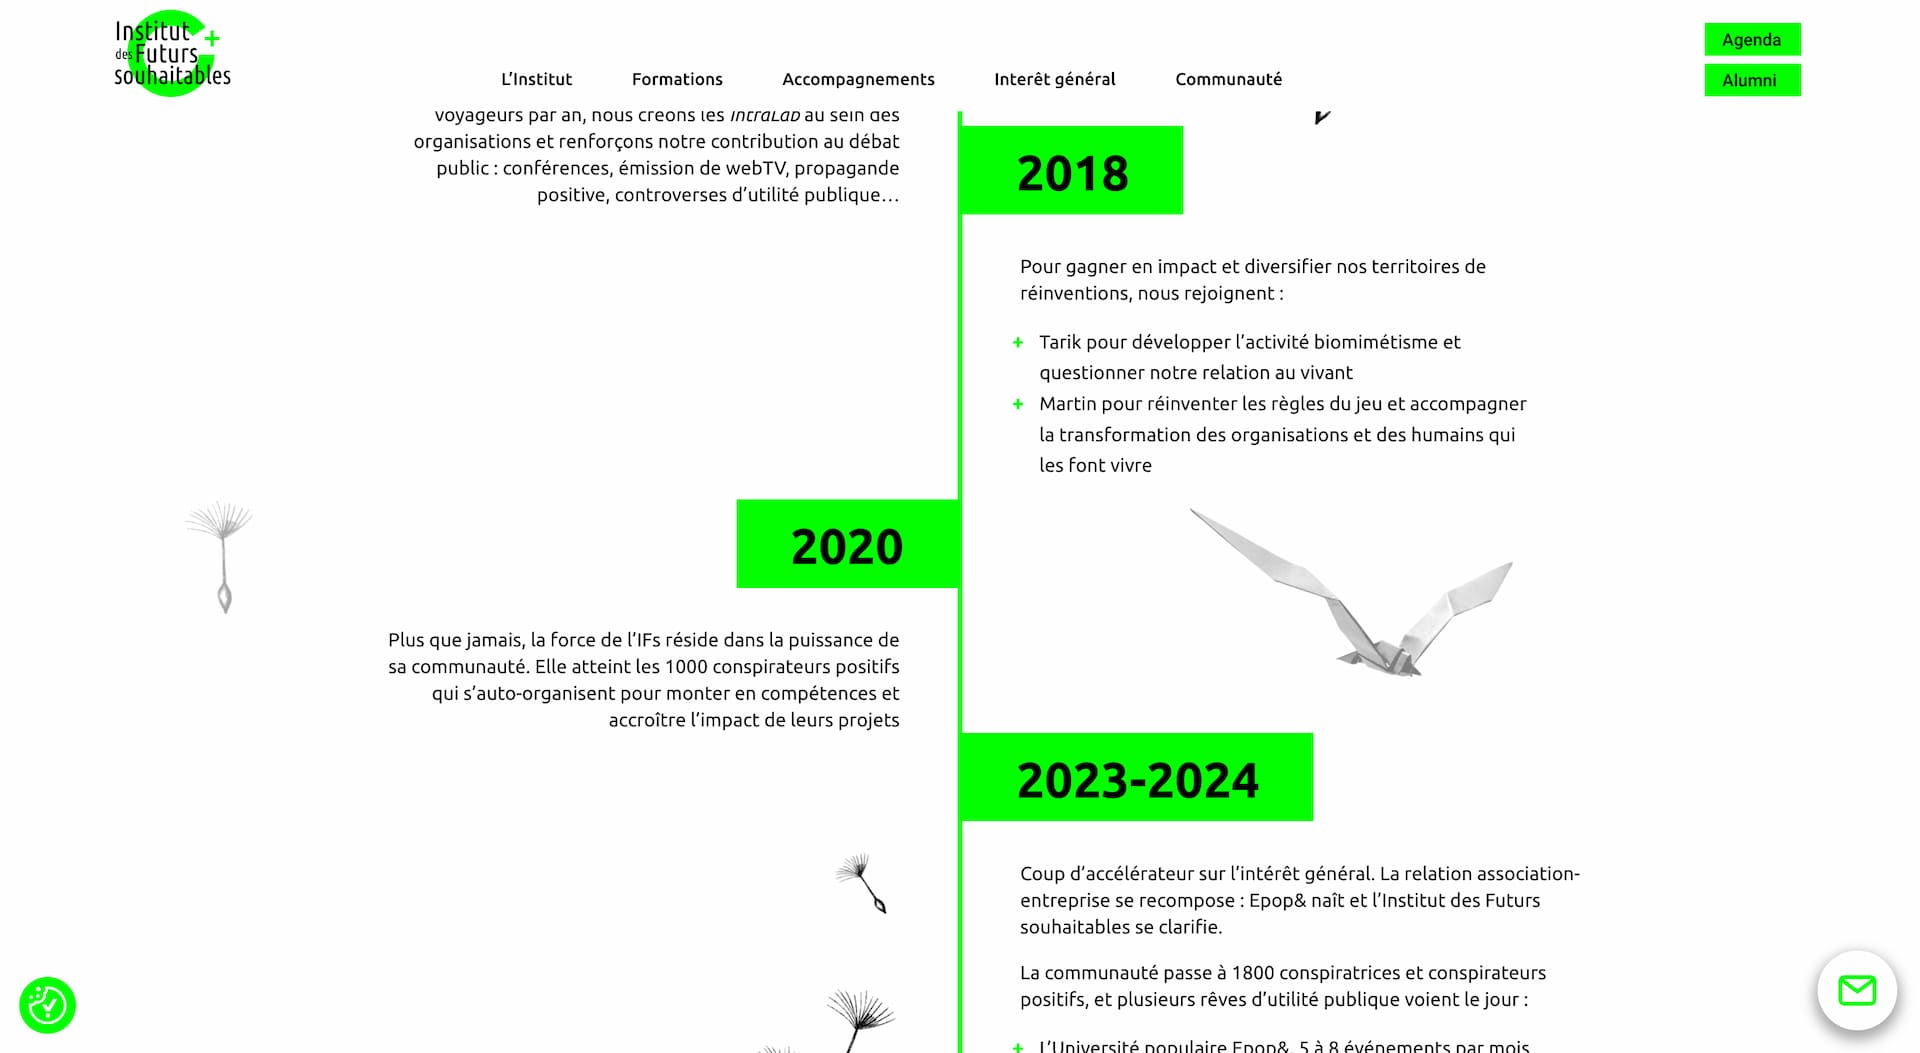 Institut
des Futurs
souhaitables
L’Institut
Formations
Accompagnements
Interêt général
Communauté
Agenda
Alumni
voyageurs par an, nous créons les IntraLab au sein des
organisations et renforçons notre contribution au débat
public : conférences, émission de webTV, propagande
positive, controverses d’utilité publique…
2018
Pour gagner en impact et diversifier nos territoires de
réinventions, nous rejoignent :
+ Tarik pour développer l’activité biomimétisme et
questionner notre relation au vivant
+ Martin pour réinventer les règles du jeu et accompagner
la transformation des organisations et des humains qui
les font vivre
2020
Plus que jamais, la force de l’IFs réside dans la puissance de
sa communauté. Elle atteint les 1000 conspirateurs positifs
qui s’auto-organisent pour monter en compétences et
accroître l’impact de leurs projets
2023-2024
Coup d’accélérateur sur l’intérêt général. La relation association-
entreprise se recompose : Epop& naît et l’Institut des Futurs
souhaitables se clarifie.
La communauté passe à 1800 conspiratrices et conspirateurs
positifs, et plusieurs rêves d’utilité publique voient le jour :
+ L’Université populaire Epop&, 5 à 8 événements par mois